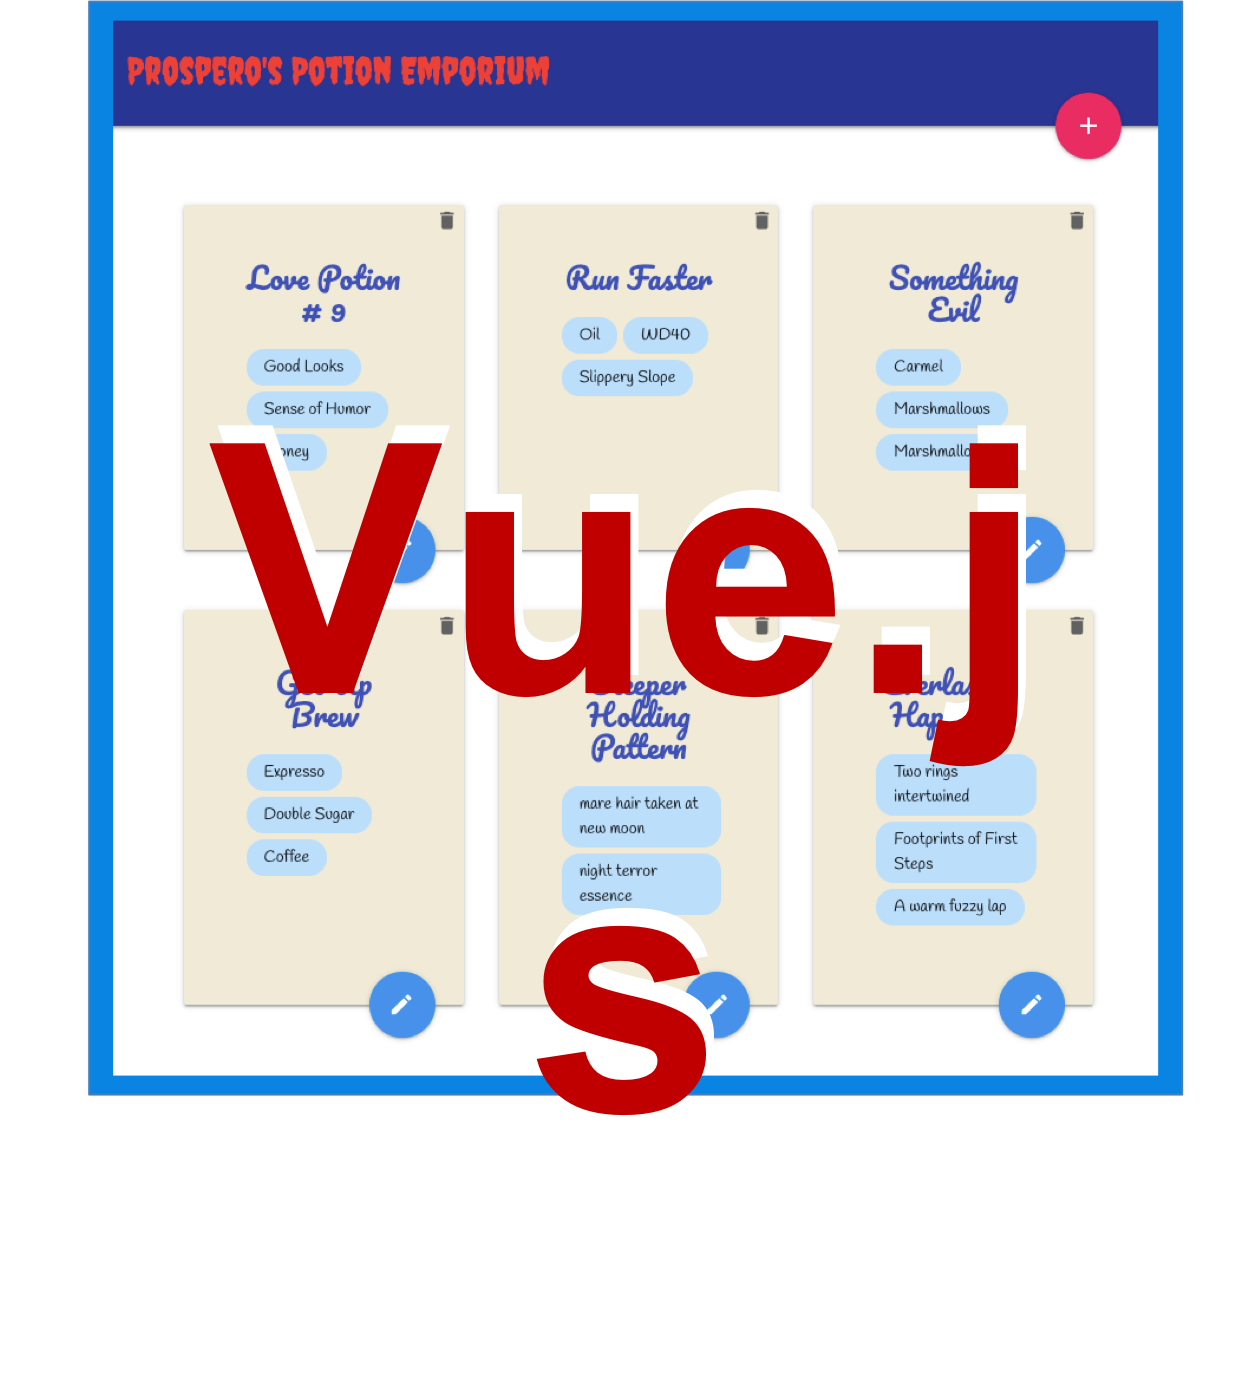 PROSPERO'S POTION EMPORIUM
+
Love Potion
# 9
Good Looks
Sense of Humor
Run Faster
Oil
WD40
Slippery Slope
Something
Evil
Carmel
Marshmallows
Vue.j
s
Brew
Expresso
Double Sugar
Coffee
Holding
Pattern
mare hair taken at
new moon
night terror
essence
Two rings
intertwined
Footprints of First
Steps
A warm fuzzy lap